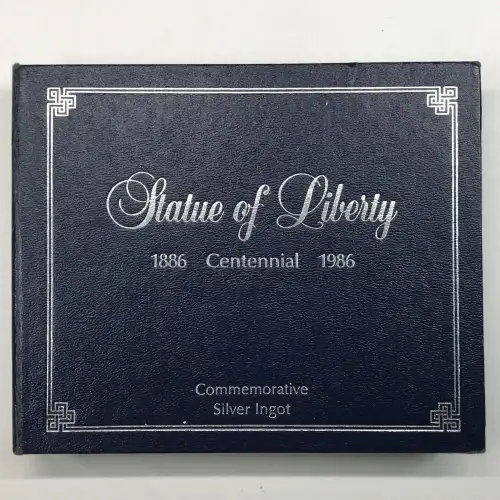 Statue of Liberty
1886 Centennial 1986
Commemorative
Silver Ingot